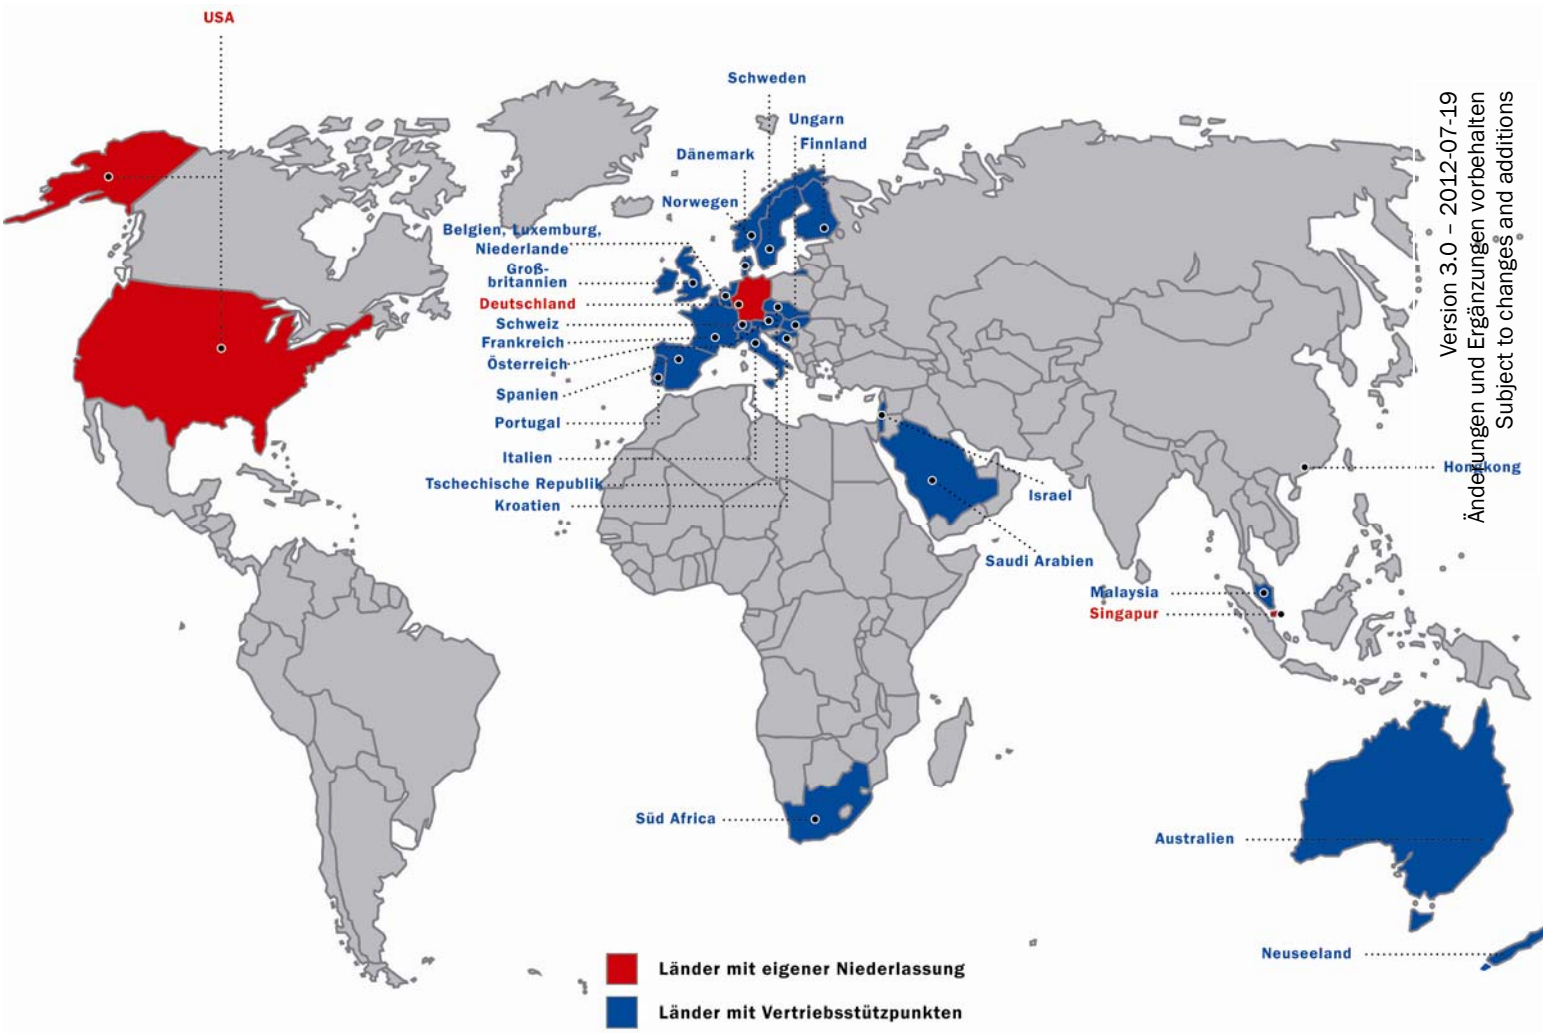 USA
Schweden
Ungarn
Finnland
Dänemark
Norwegen
Belgien, Luxemburg,
Niederlande
Groß-
britannien
Deutschland
Schweiz
Frankreich
Österreich
Spanien
Portugal
Italien
Tschechische Republik
Kroatien
Israel
Saudi Arabien
Hongkong
Malaysia
Singapur
Süd Africa
Australien
Neuseeland
Länder mit eigener Niederlassung
Länder mit Vertriebsstützpunkten
Version 3.0 – 2012-07-19
Änderungen und Ergänzungen vorbehalten
Subject to changes and additions